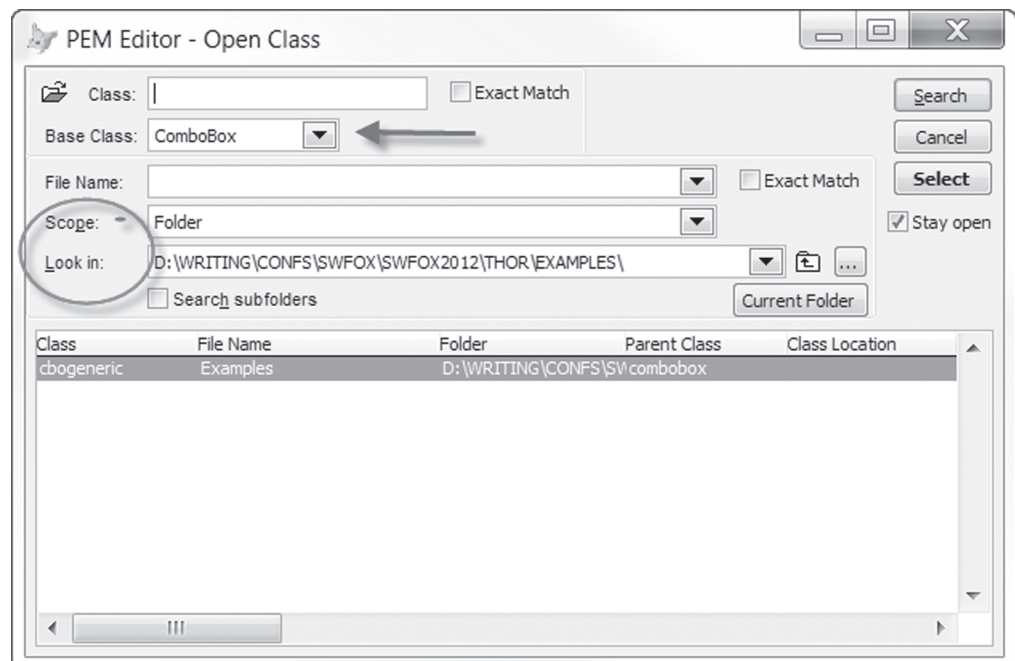 PEM Editor - Open Class
Class:
Exact Match
Search
Base Class: ComboBox
Cancel
File Name:
Exact Match
Select
Scope: Folder
Stay open
Look in: D:\WRITING\CONFS\SWFOX\SWFOX2012\THOR\EXAMPLES\
...
Search subfolders
Current Folder
Class File Name Folder Parent Class Class Location
cbogeneric Examples D:\WRITING\CONFS\SW combobox